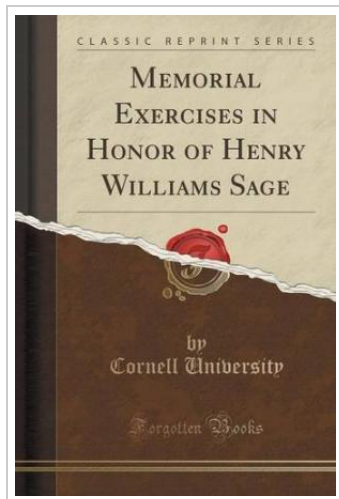 CLASSIC REPRINT SERIES
MEMORIAL
EXERCISES IN
HONOR OF HENRY
WILLIAMS SAGE
by
Cornell University
Forgotten Books